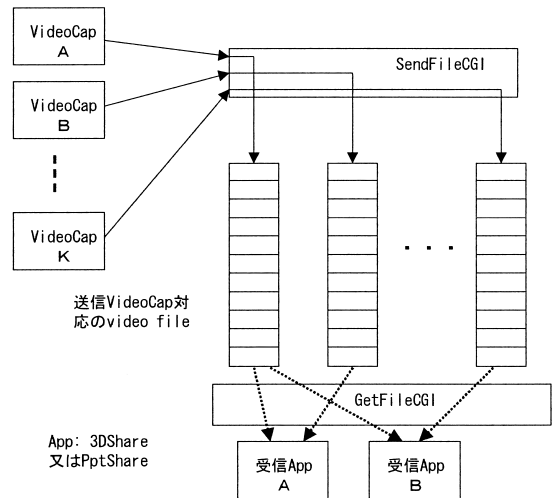 VideoCap
A
SendFileCGI
VideoCap
B
VideoCap
K
送信VideoCap対
応のvideo file
GetFileCGI
App: 3DShare
又はPptShare
受信App
A
受信App
B